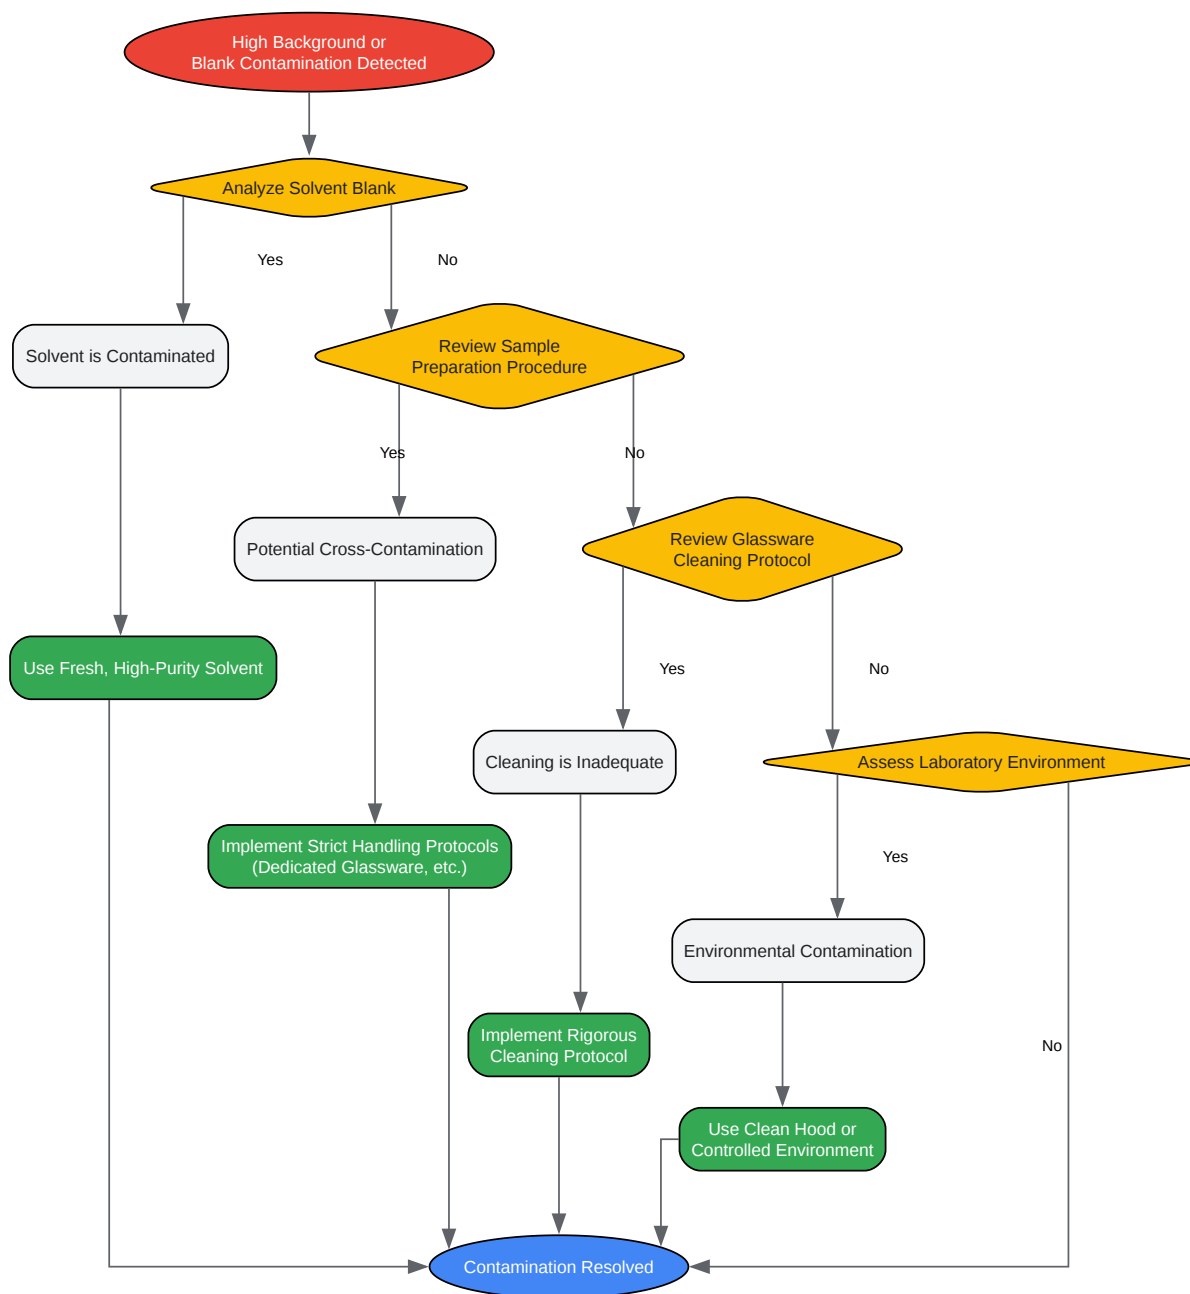 High Background or
Blank Contamination Detected
Analyze Solvent Blank
Yes
No
Solvent is Contaminated
Review Sample
Preparation Procedure
Yes
No
Potential Cross-Contamination
Review Glassware
Cleaning Protocol
Use Fresh, High-Purity Solvent
Yes
No
Cleaning is Inadequate
Assess Laboratory Environment
Implement Strict Handling Protocols
(Dedicated Glassware, etc.)
Yes
Environmental Contamination
Implement Rigorous
Cleaning Protocol
No
Use Clean Hood or
Controlled Environment
Contamination Resolved